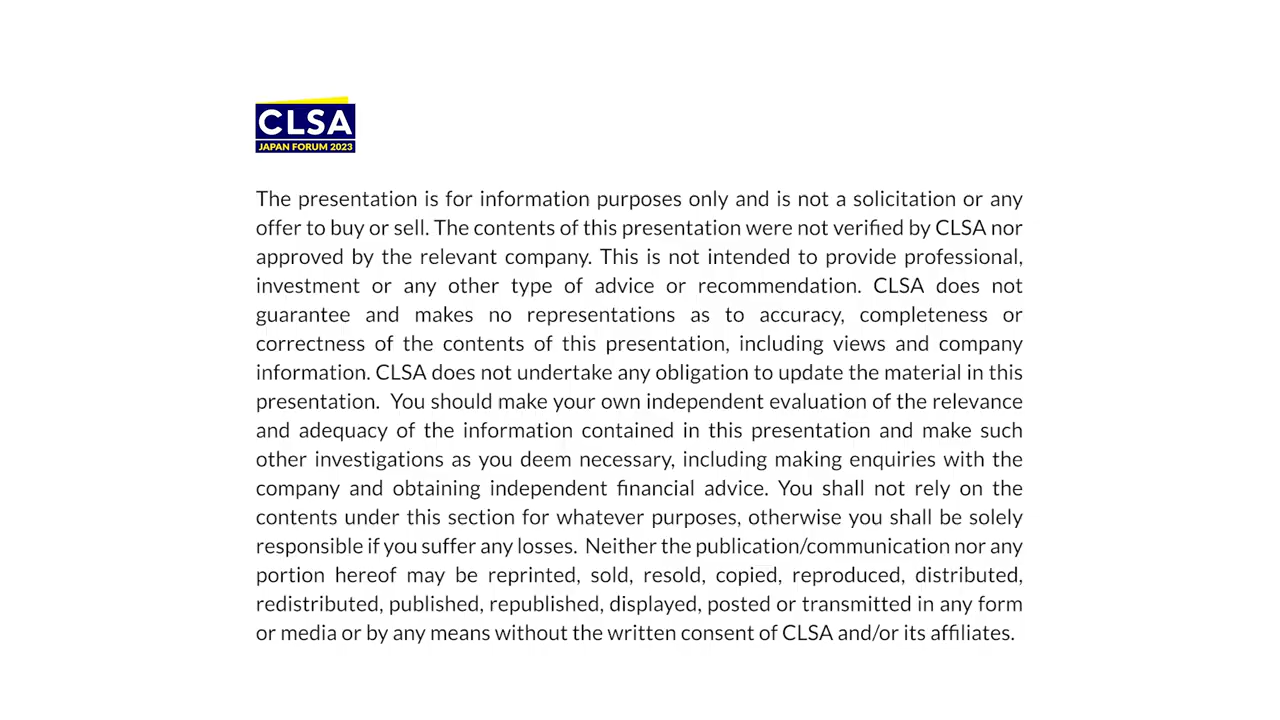 CLSA
JAPAN FORUM 2023
The presentation is for information purposes only and is not a solicitation or any
offer to buy or sell. The contents of this presentation were not verified by CLSA nor
approved by the relevant company. This is not intended to provide professional,
investment or any other type of advice or recommendation. CLSA does not
guarantee and makes no representations as to accuracy, completeness or
correctness of the contents of this presentation, including views and company
information. CLSA does not undertake any obligation to update the material in this
presentation.  You should make your own independent evaluation of the relevance
and adequacy of the information contained in this presentation and make such
other investigations as you deem necessary, including making enquiries with the
company and obtaining independent financial advice. You shall not rely on the
contents under this section for whatever purposes, otherwise you shall be solely
responsible if you suffer any losses.  Neither the publication/communication nor any
portion hereof may be reprinted, sold, resold, copied, reproduced, distributed,
redistributed, published, republished, displayed, posted or transmitted in any form
or media or by any means without the written consent of CLSA and/or its affiliates.